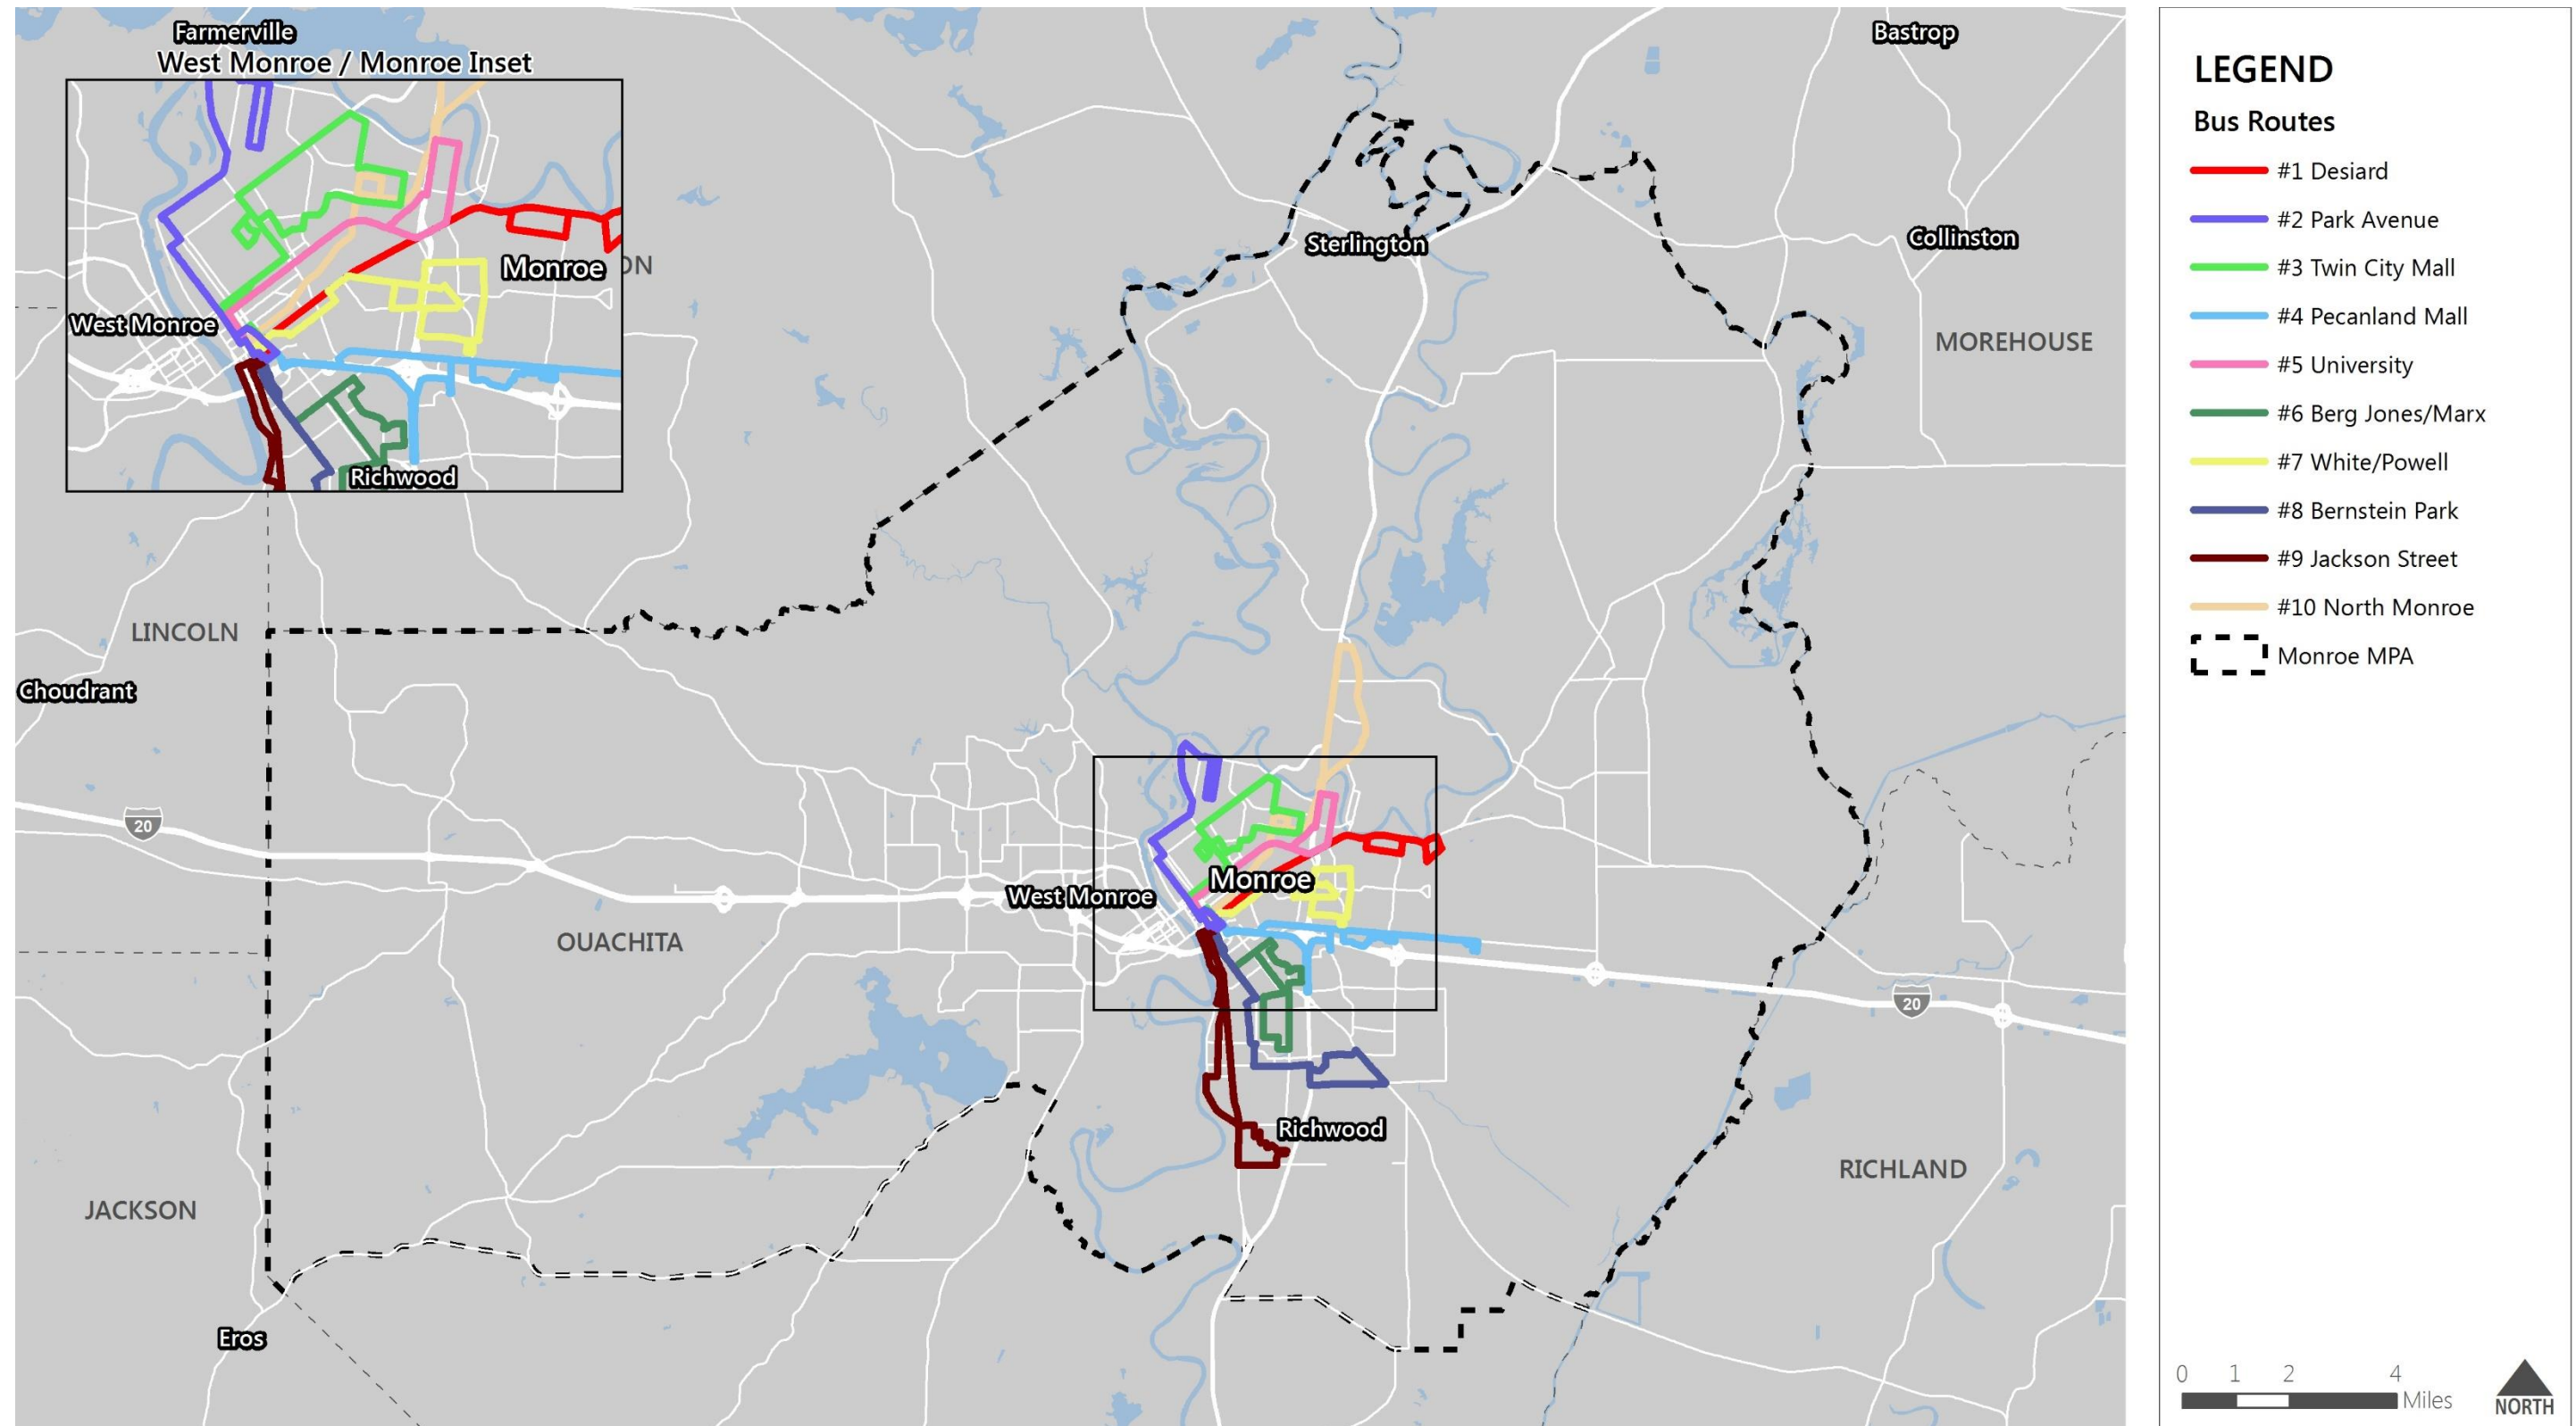 Farmerville
West Monroe / Monroe Inset
Monroe
ON
West Monroe
Richwood
Bastrop
Sterlington
Collinston
MOREHOUSE
LINCOLN
Choudrant
20
West Monroe
Monroe
OUACHITA
20
Richwood
RICHLAND
JACKSON
Eros
LEGEND
Bus Routes
#1 Desiard
#2 Park Avenue
#3 Twin City Mall
#4 Pecanland Mall
#5 University
#6 Berg Jones/Marx
#7 White/Powell
#8 Bernstein Park
#9 Jackson Street
#10 North Monroe
Monroe MPA
0 1 2 4
Miles
NORTH